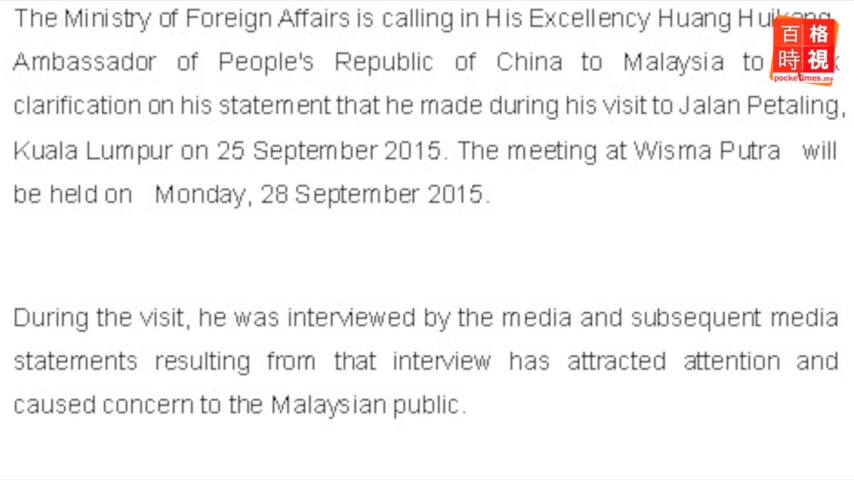 The Ministry of Foreign Affairs is calling in His Excellency Huang Huikang,
Ambassador of People's Republic of China to Malaysia to
clarification on his statement that he made during his visit to Jalan Petaling,
Kuala Lumpur on 25 September 2015. The meeting at Wisma Putra will
be held on Monday, 28 September 2015.
During the visit, he was interviewed by the media and subsequent media
statements resulting from that interview has attracted attention and
caused concern to the Malaysian public.
百格
時視
pocketimes.my